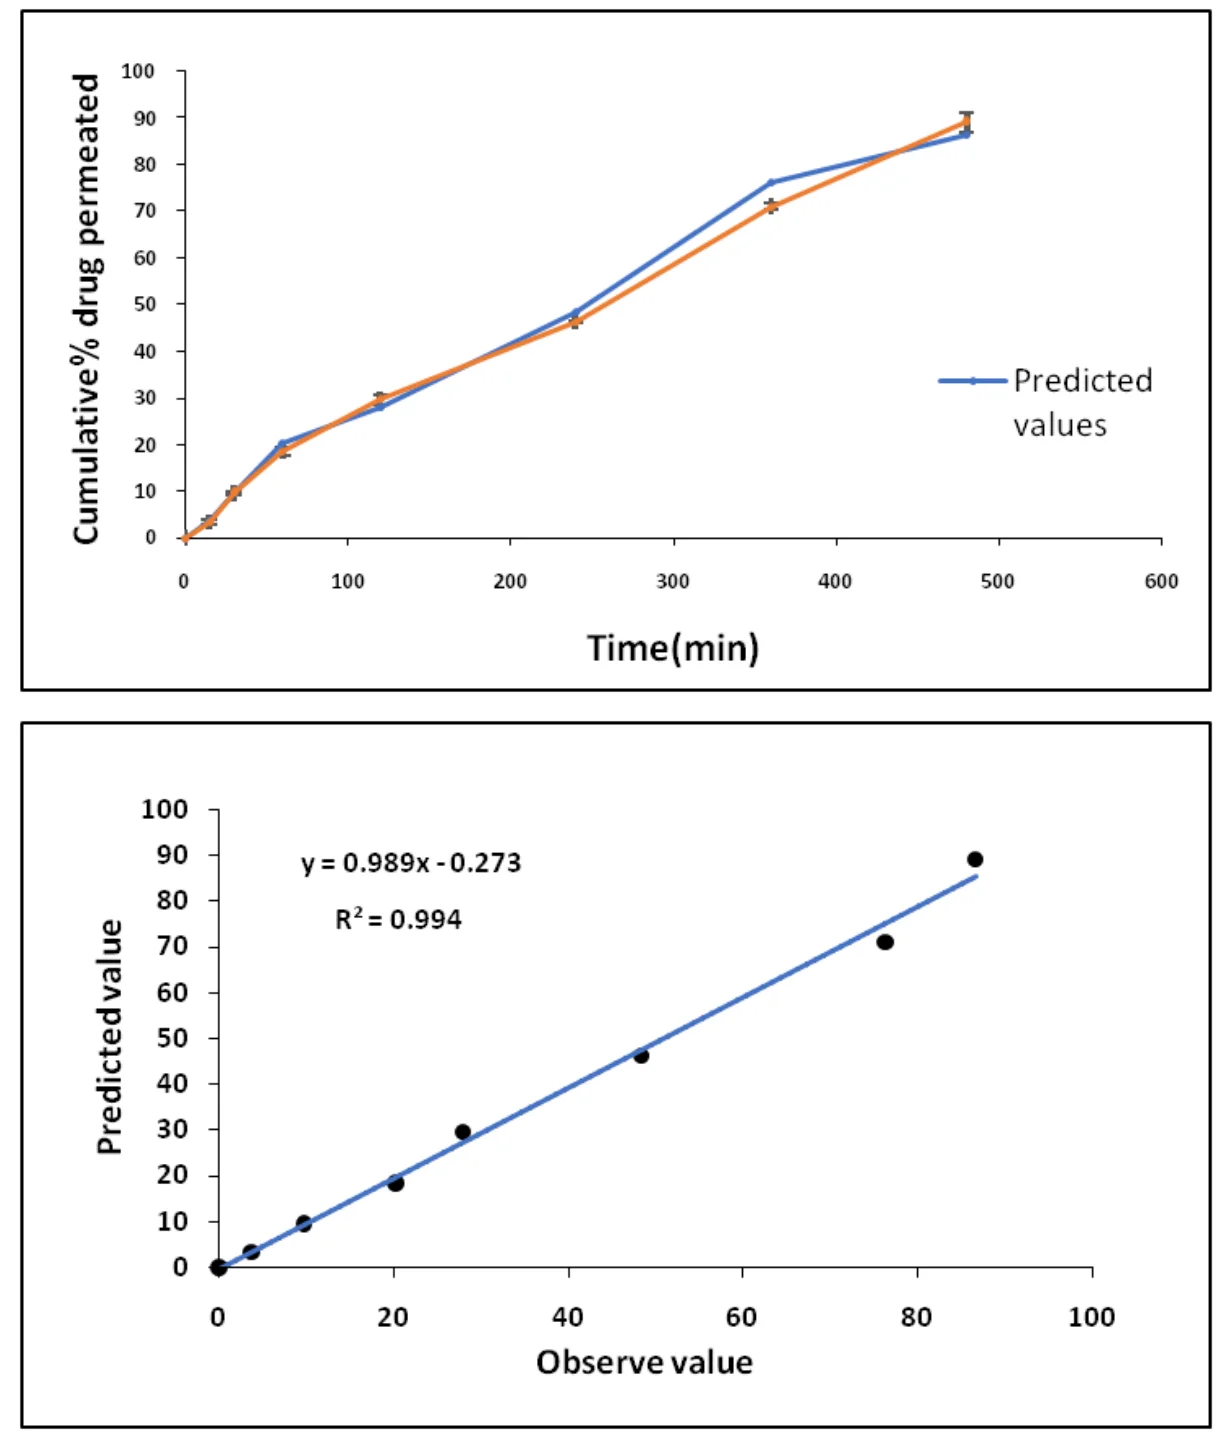 Cumulative% drug permeated
100
90
80
70
60
50
40
30
20
10
0
0 100 200 300 400 500 600
Time(min)
Predicted
values
Predicted value
100
90
80
70
60
50
40
30
20
10
0
y = 0.989x - 0.273
R² = 0.994
0 20 40 60 80 100
Observe value